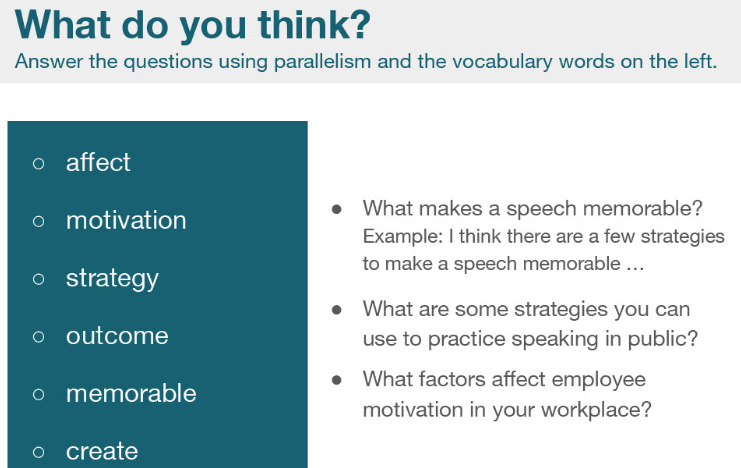 What do you think?
Answer the questions using parallelism and the vocabulary words on the left.
○ affect
○ motivation
○ strategy
○ outcome
○ memorable
○ create
● What makes a speech memorable?
Example: I think there are a few strategies
to make a speech memorable …
● What are some strategies you can
use to practice speaking in public?
● What factors affect employee
motivation in your workplace?